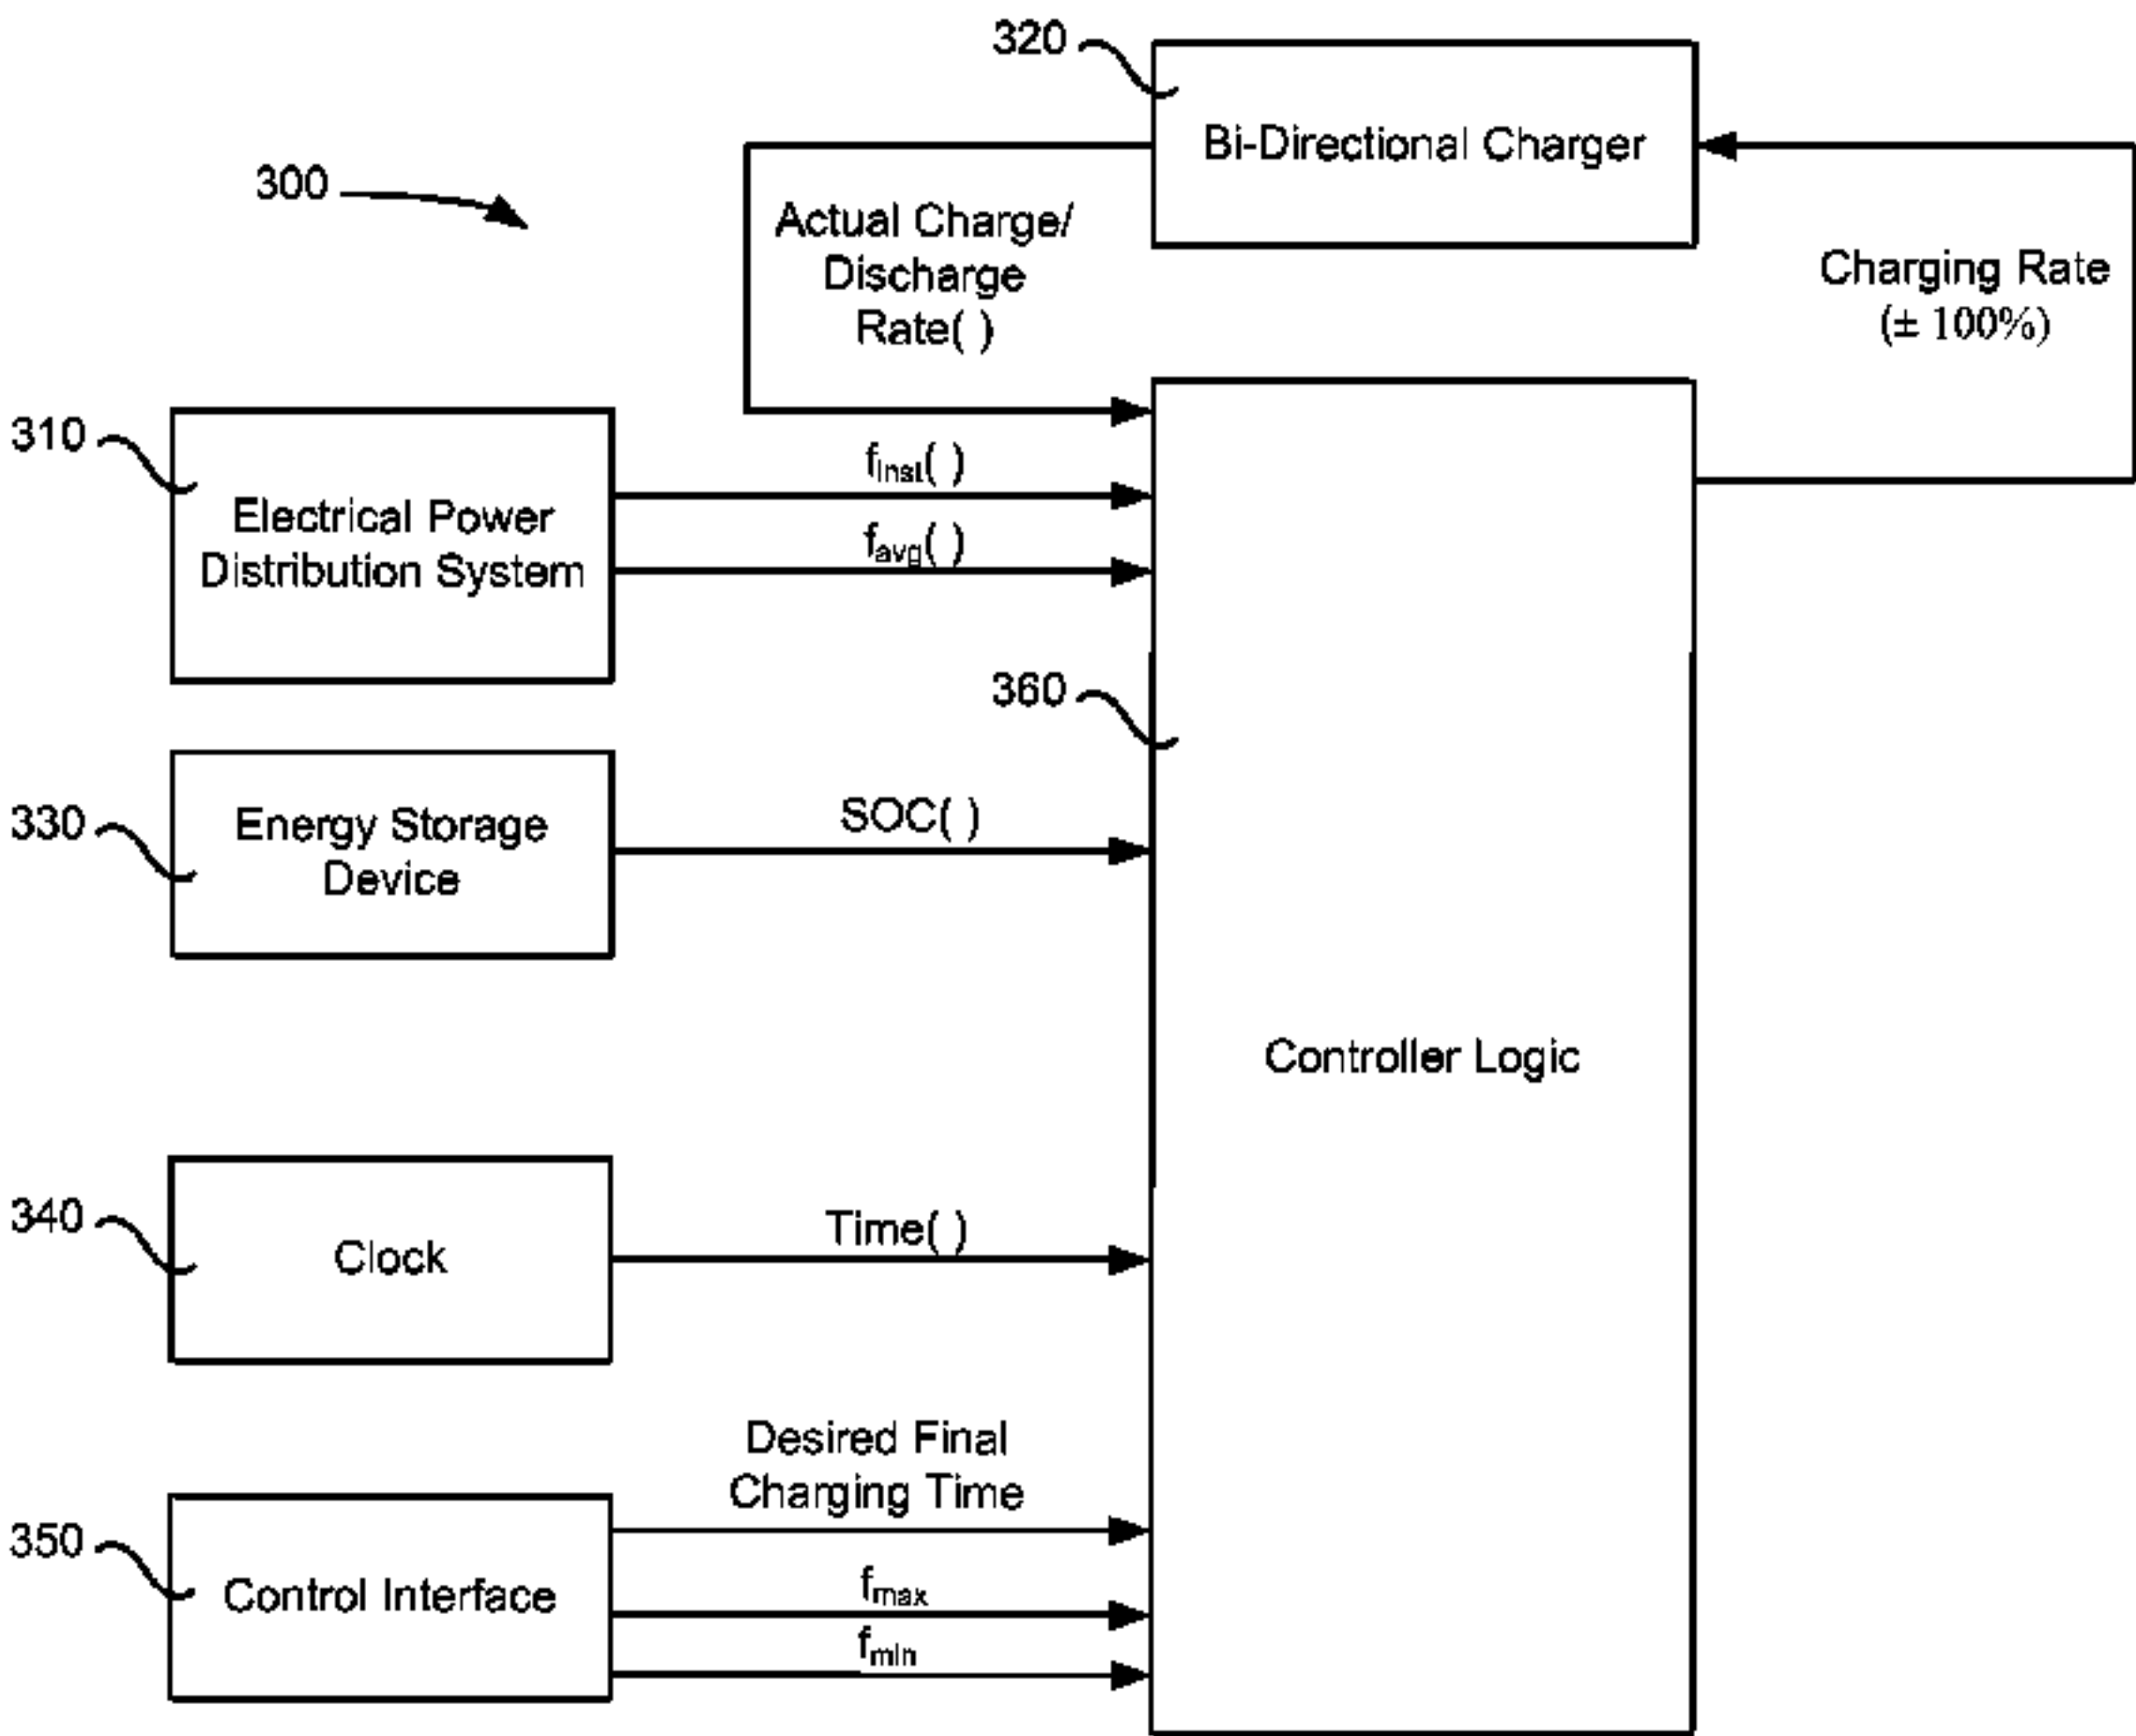 320
Bi-Directional Charger
300
Actual Charge/
Discharge
Rate( )
Charging Rate
(± 100%)
310
Electrical Power
Distribution System
fInst( )
favg( )
360
330
Energy Storage
Device
SOC( )
Controller Logic
340
Clock
Time( )
Desired Final
Charging Time
350
Control Interface
fmax
fmin